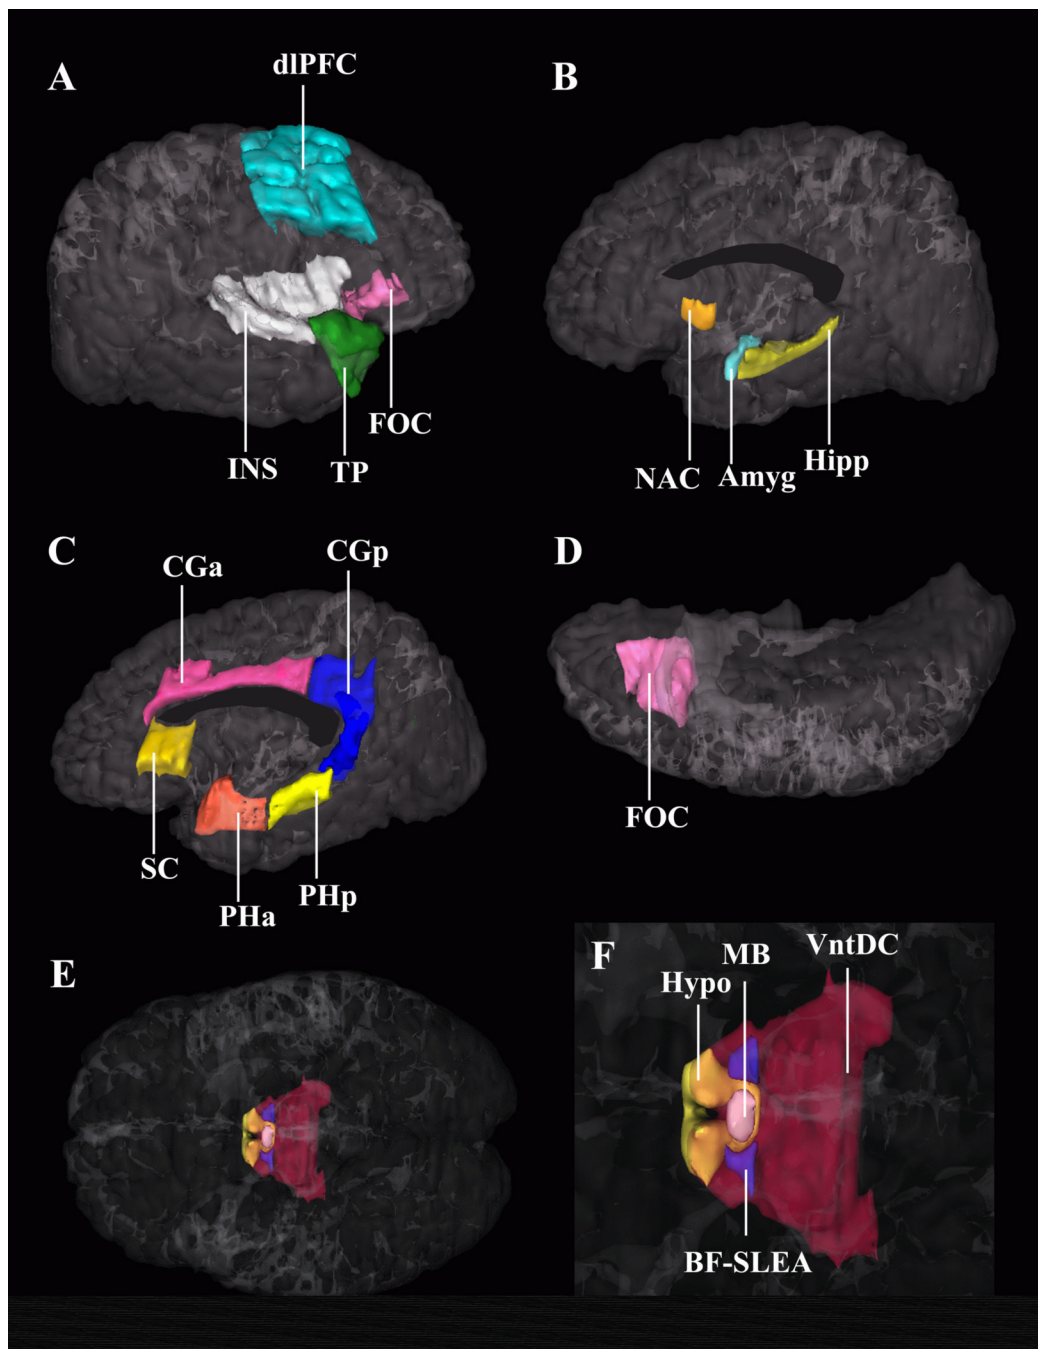 A
dlPFC
INS
TP
FOC
B
NAC
Amyg
Hipp
C
CGa
CGp
SC
PHa
PHp
D
FOC
E
F
Hypo
MB
VntDC
BF-SLEA